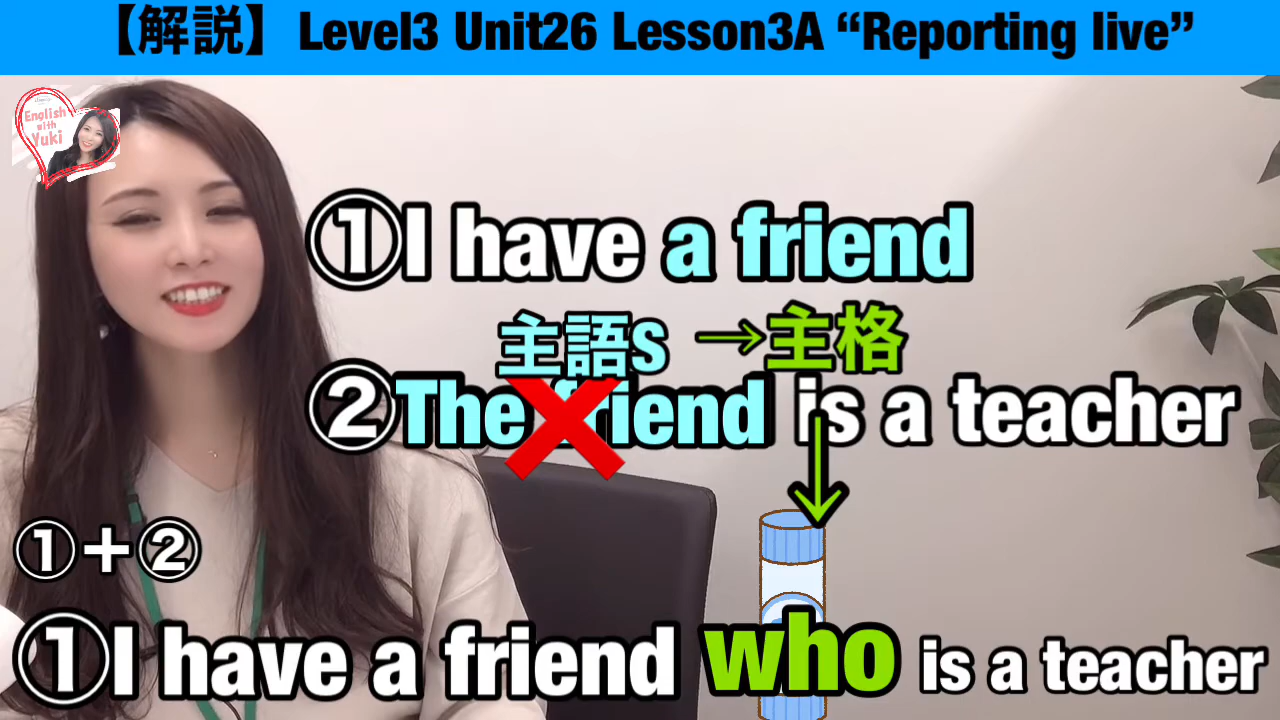 【解説】Level3 Unit26 Lesson3A “Reporting live”
English
with
Yuki
①I have a friend
主語S →主格
②The friend is a teacher
①+②
①I have a friend who is a teacher